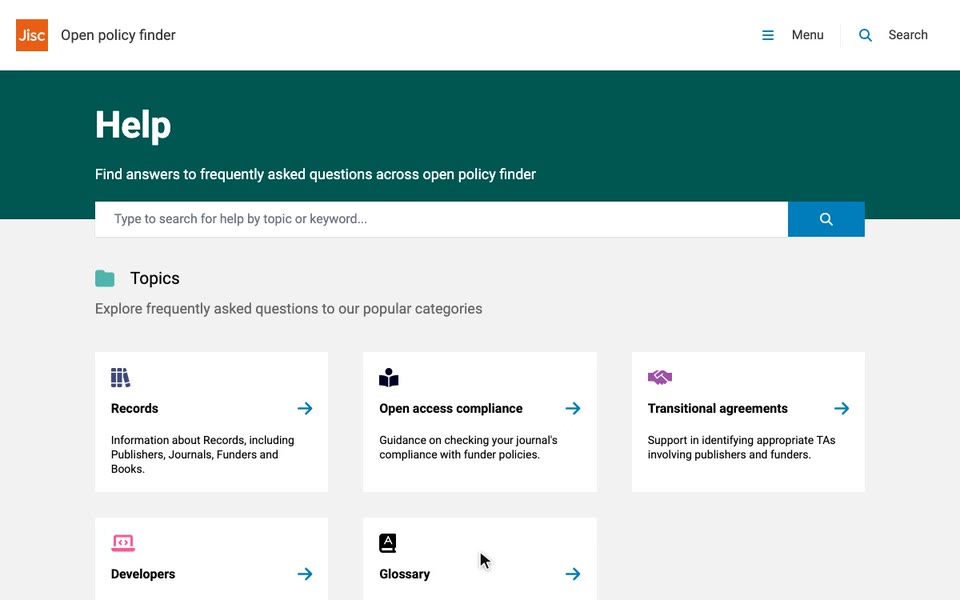 Jisc Open policy finder
Menu
Search
Help
Find answers to frequently asked questions across open policy finder
Type to search for help by topic or keyword...
Topics
Explore frequently asked questions to our popular categories
Records
Information about Records, including
Publishers, Journals, Funders and
Books.
Open access compliance
Guidance on checking your journal's
compliance with funder policies.
Transitional agreements
Support in identifying appropriate TAs
involving publishers and funders.
Developers
Glossary